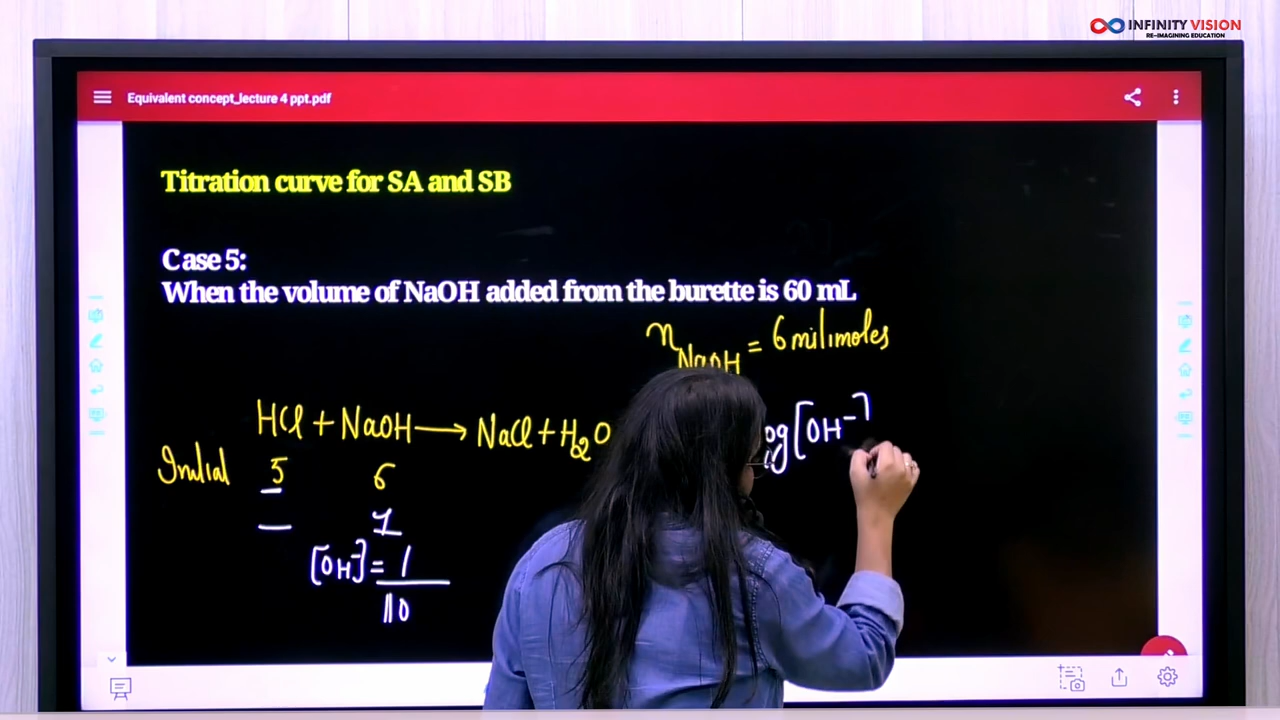 INFINITY VISION
RE-IMAGINING EDUCATION
Equivalent concept_lecture 4 ppt.pdf
Titration curve for SA and SB
Case 5:
When the volume of NaOH added from the burette is 60 mL
n NaOH = 6 milimoles
HCl + NaOH ⟶ NaCl + H₂O
og[OH⁻]
Initial 5 6
— 1
[OH⁻] = 1
110